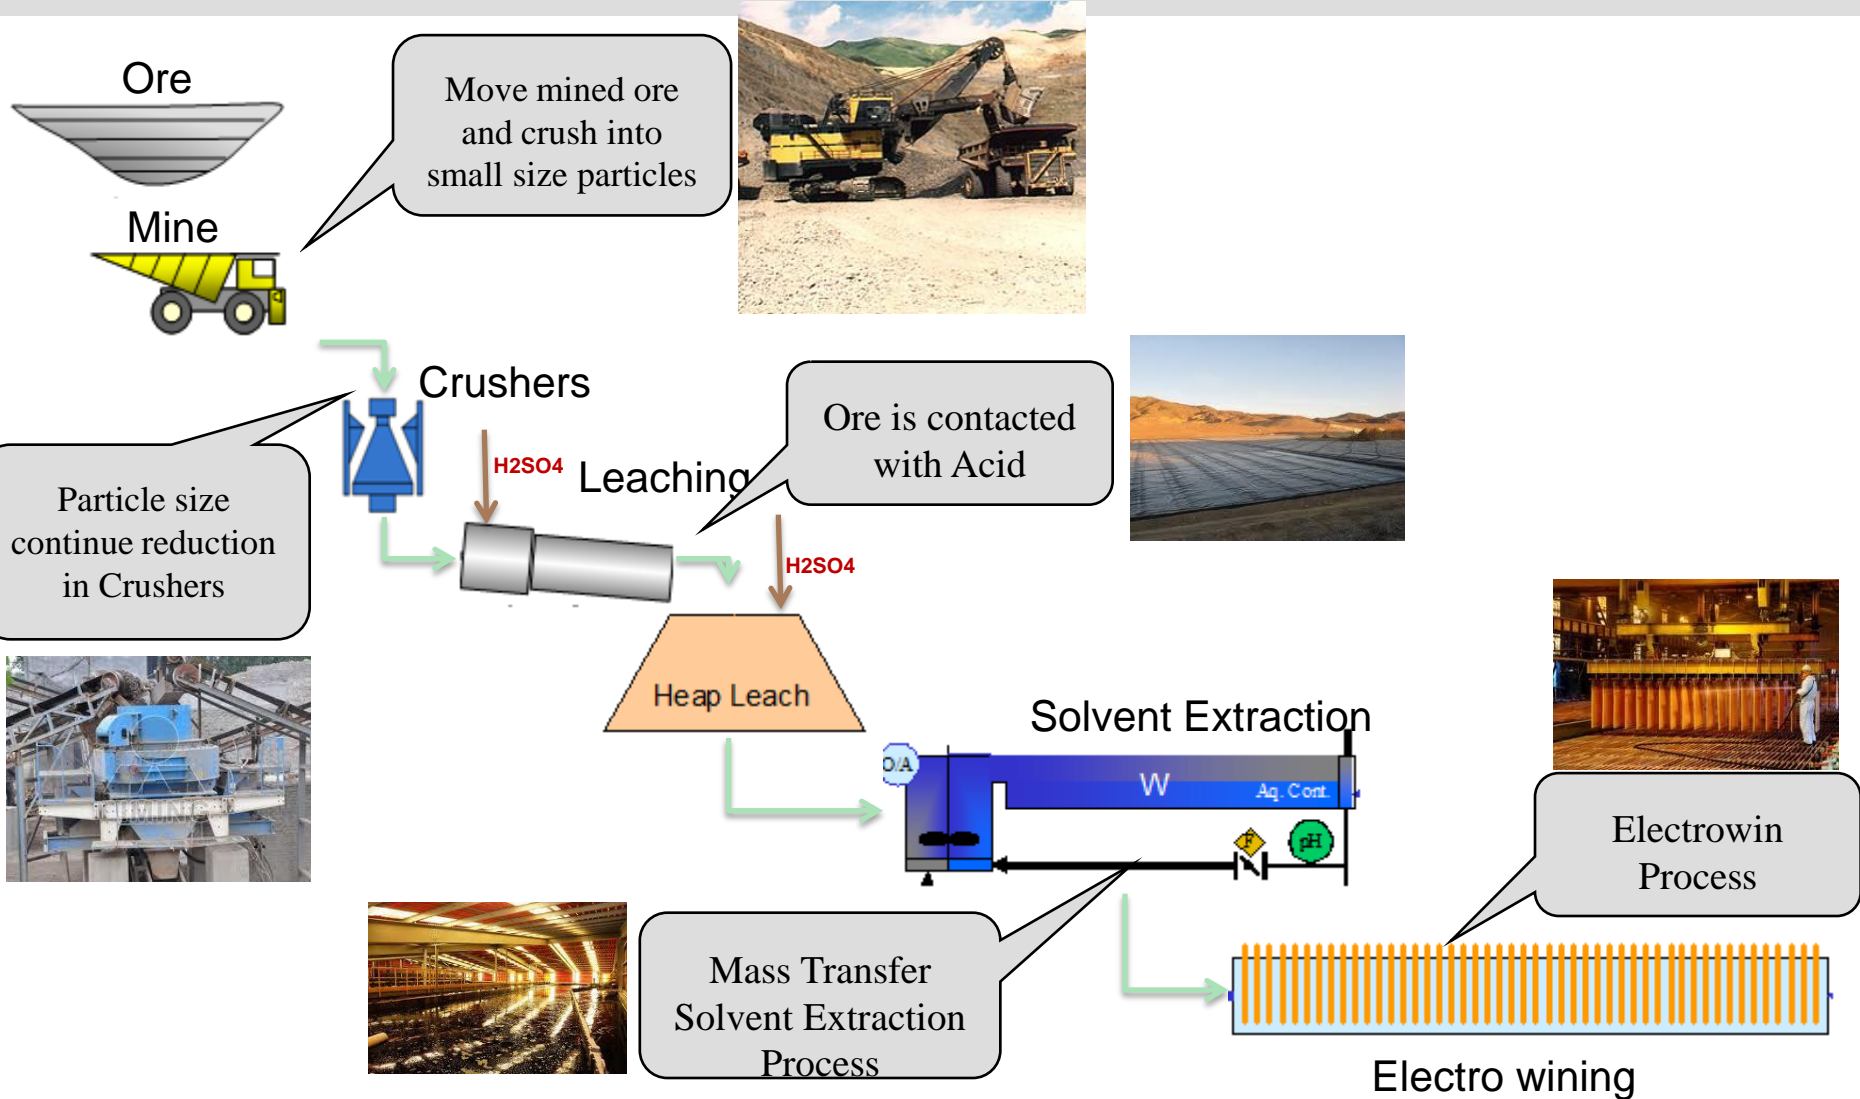 Ore
Move mined ore
and crush into
small size particles
Mine
Crushers
H2SO4
Leaching
Ore is contacted
with Acid
Particle size
continue reduction
in Crushers
H2SO4
Heap Leach
Solvent Extraction
O/A
W
Aq. Cont.
F
pH
Electrowin
Process
Mass Transfer
Solvent Extraction
Process
Electro wining